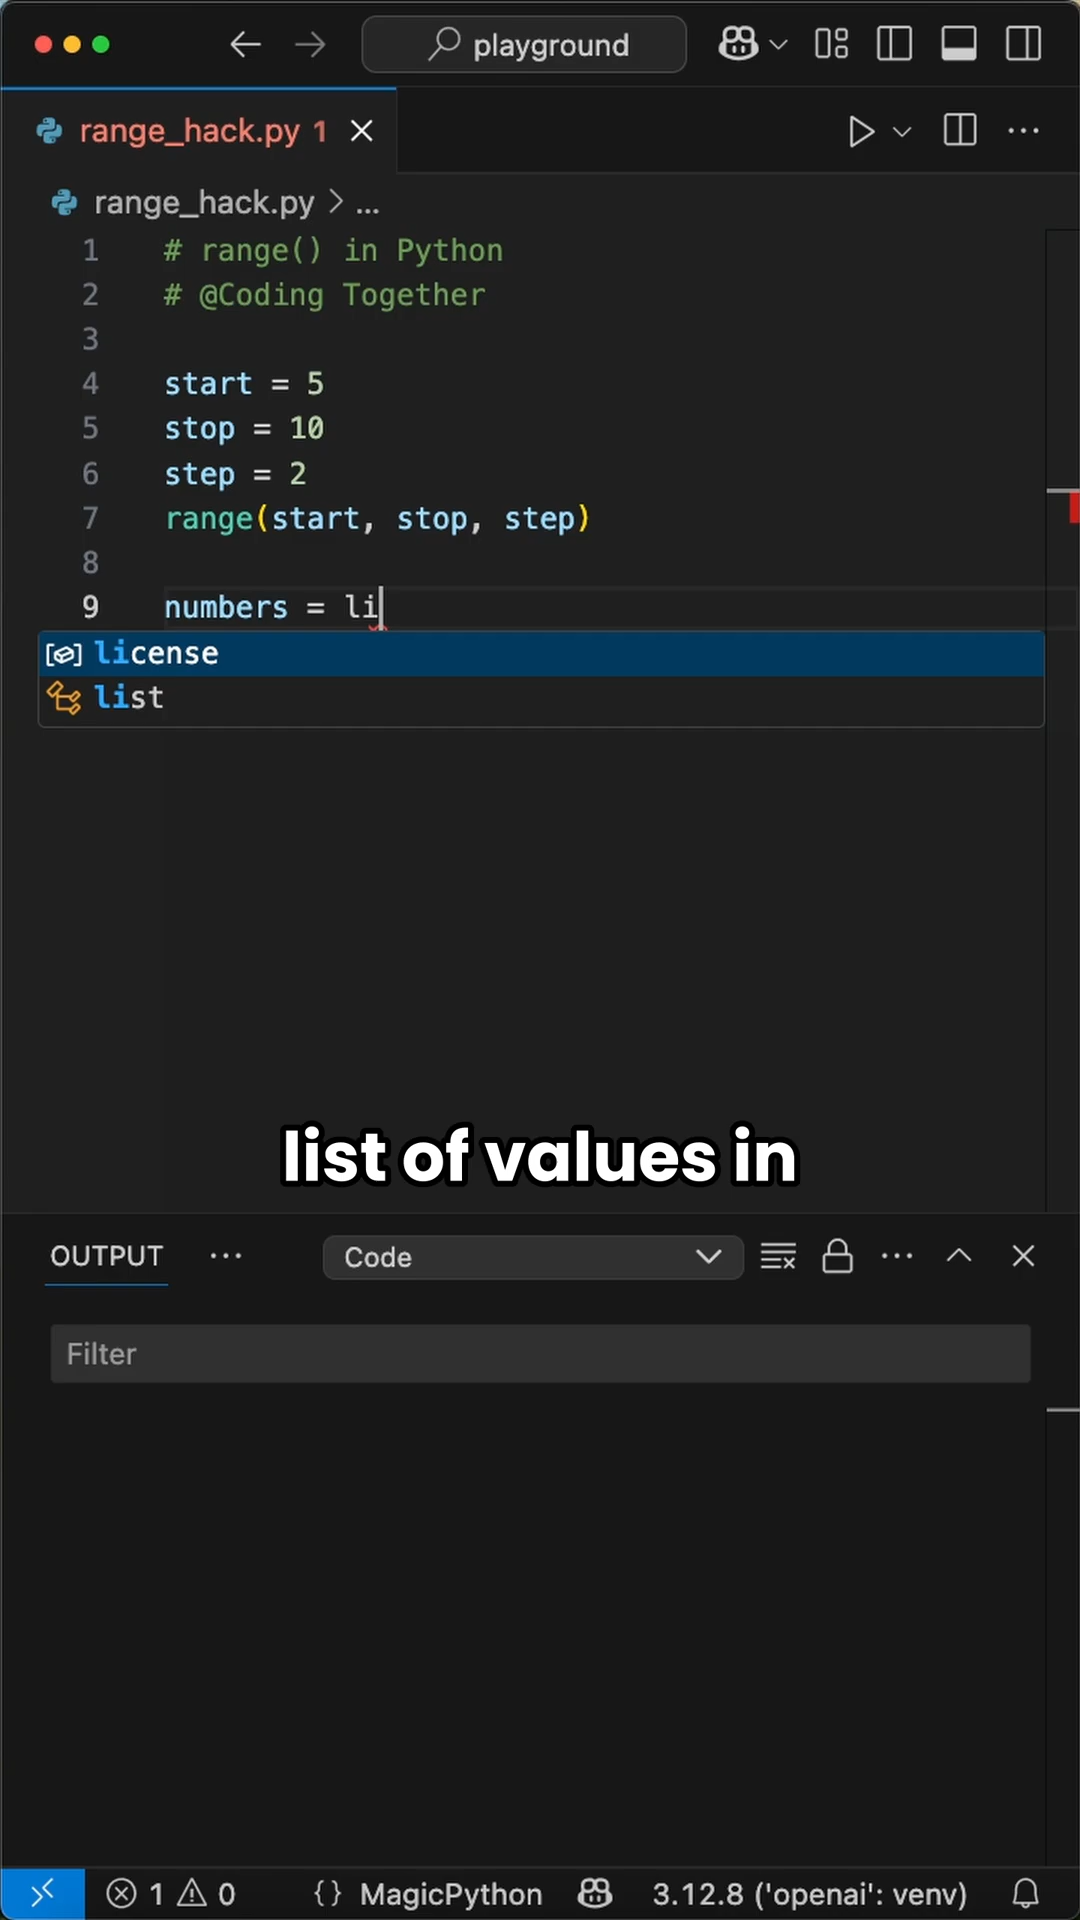 playground
range_hack.py 1
range_hack.py > ...
1 # range() in Python
2 # @Coding Together
3
4 start = 5
5 stop = 10
6 step = 2
7 range(start, stop, step)
8
9 numbers = li
license
list
list of values in
OUTPUT ... Code ...
Filter
1 0 {} MagicPython 3.12.8 ('openai': venv)